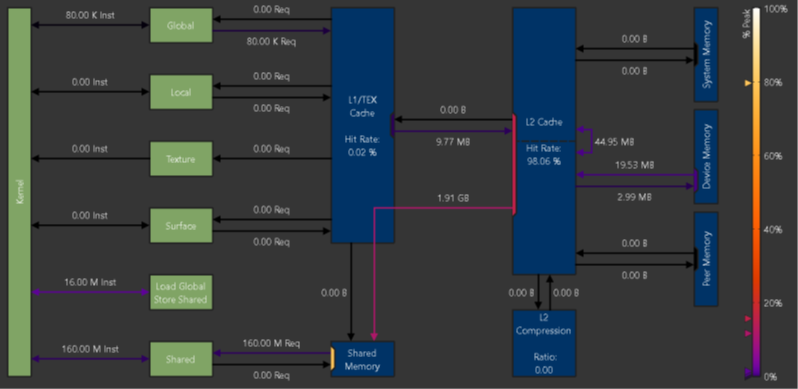 Kernel
80.00 K Inst
Global
0.00 Req
80.00 K Req
0.00 Inst
Local
0.00 Req
0.00 Req
0.00 Inst
Texture
0.00 Req
0.00 Inst
Surface
0.00 Req
0.00 Req
16.00 M Inst
Load Global
Store Shared
160.00 M Inst
Shared
160.00 M Req
0.00 Req
L1/TEX
Cache
Hit Rate:
0.02 %
0.00 B
Shared
Memory
0.00 B
9.77 MB
1.91 GB
L2 Cache
Hit Rate:
98.06 %
44.95 MB
0.00 B
0.00 B
L2
Compression
Ratio:
0.00
0.00 B
0.00 B
System Memory
19.53 MB
2.99 MB
Device Memory
0.00 B
0.00 B
Peer Memory
% Peak
100%
80%
60%
40%
20%
0%